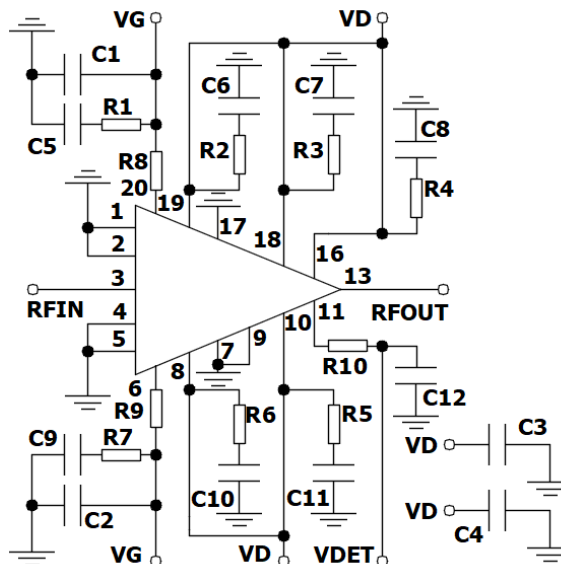 VG VD
C1
C6 C7
R1 C8
C5
R2 R3
R8 R4
20 19
1 17
2 18 16
3 13
RFIN RFOUT
4 10 11
5 9
7
8 R10
6
R9 C12
R6 R5
C9 R7 C3
VD
C10 C11
C2 VD
C4
VG VD VDET